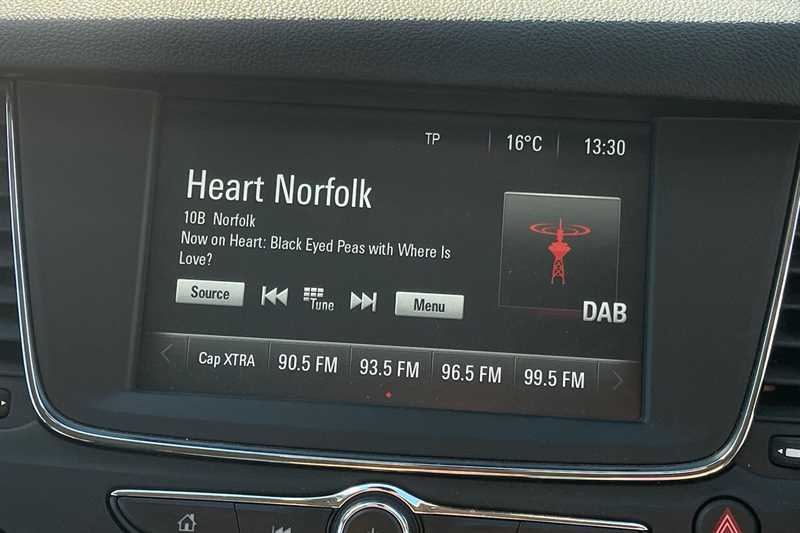 TP 16°C 13:30
Heart Norfolk
10B Norfolk
Now on Heart: Black Eyed Peas with Where Is
Love?
Source Tune Menu
DAB
Cap XTRA 90.5 FM 93.5 FM 96.5 FM 99.5 FM